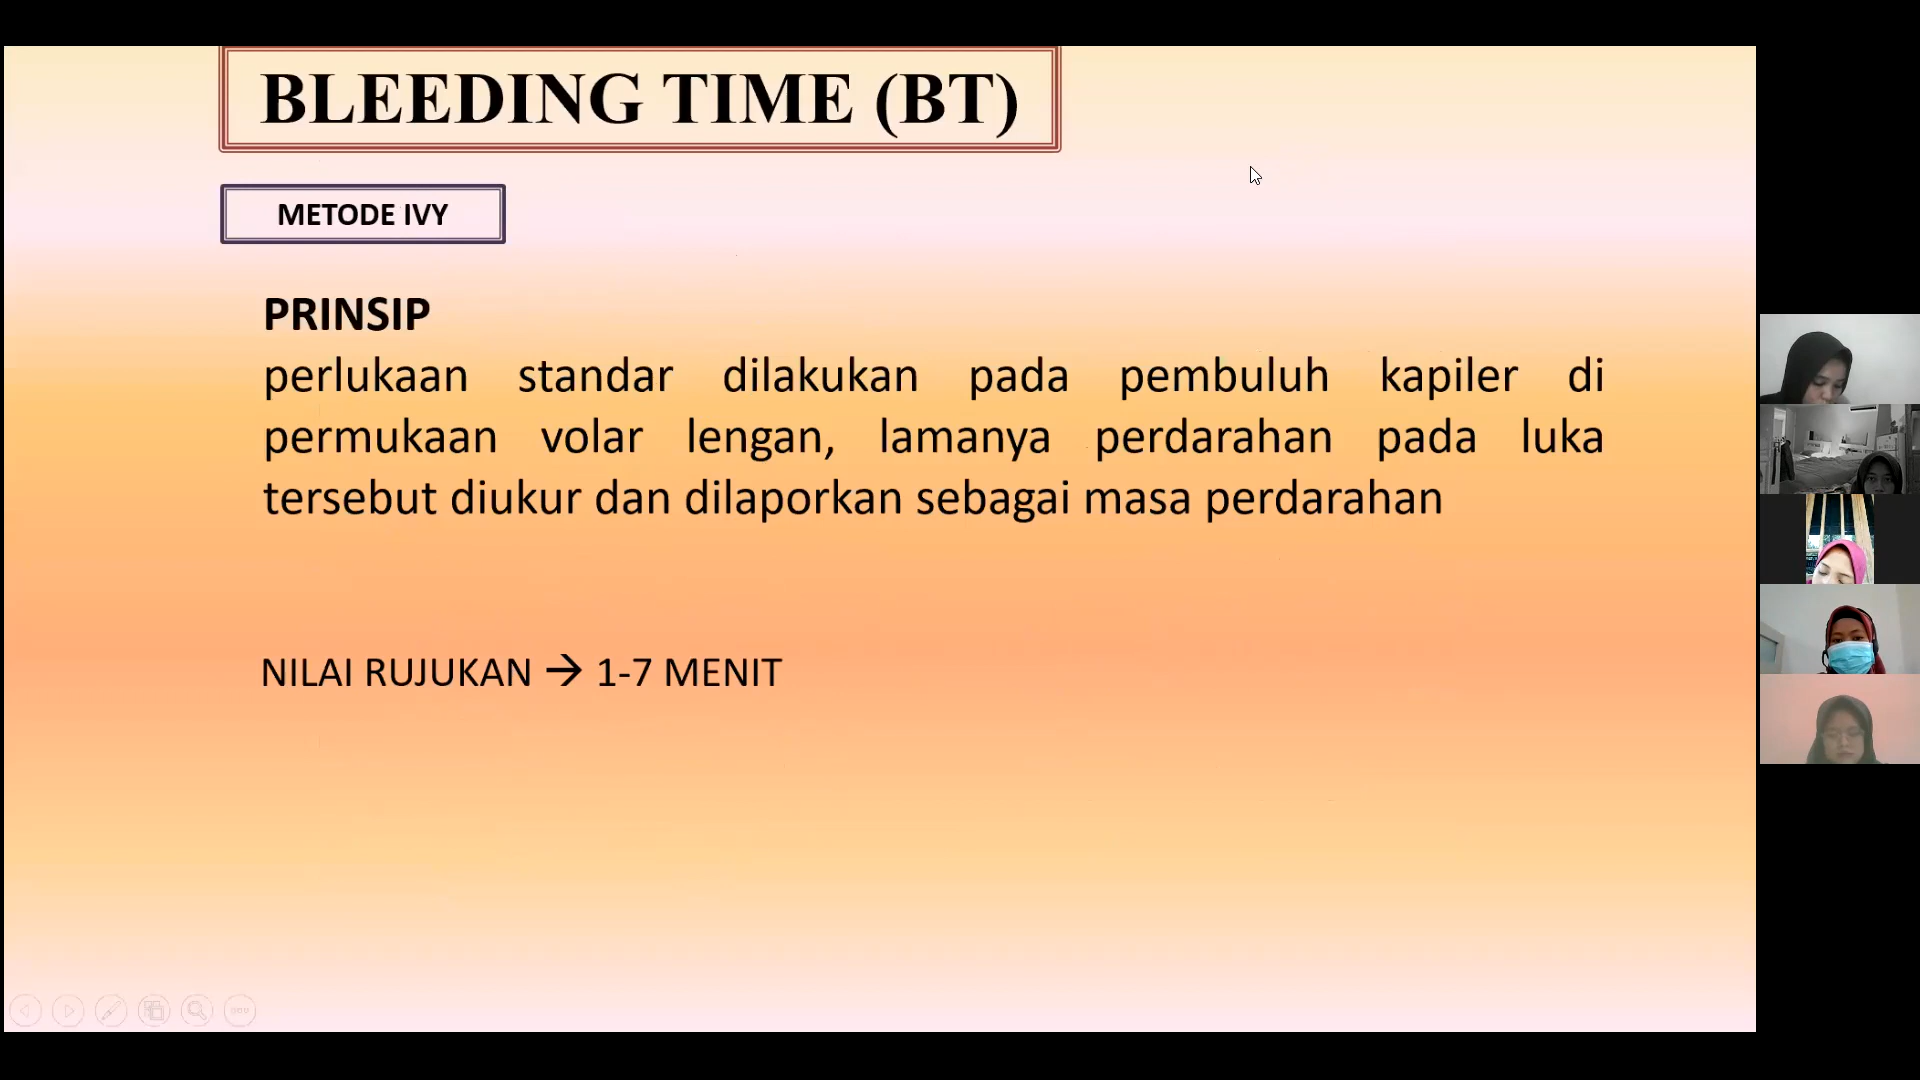 BLEEDING TIME (BT)
METODE IVY
PRINSIP
perlukaan standar dilakukan pada pembuluh kapiler di
permukaan volar lengan, lamanya perdarahan pada luka
tersebut diukur dan dilaporkan sebagai masa perdarahan
NILAI RUJUKAN → 1-7 MENIT